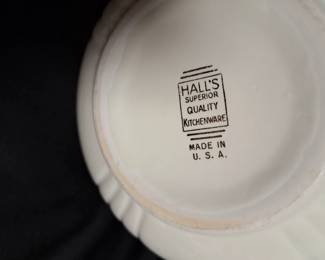 HALL'S
SUPERIOR
QUALITY
KITCHENWARE
MADE IN
U. S. A.